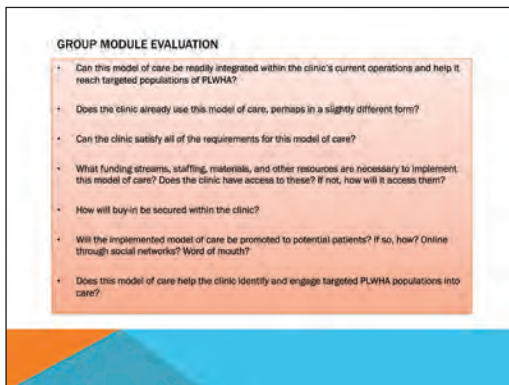 GROUP MODULE EVALUATION
• Can this model of care be readily integrated within the clinic's current operations and help it
reach targeted populations of PLWHA?
• Does the clinic already use this model of care, perhaps in a slightly different form?
• Can the clinic satisfy all of the requirements for this model of care?
• What funding streams, staffing, materials, and other resources are necessary to implement
this model of care? Does the clinic have access to these? If not, how will it access them?
• How will buy-in be secured within the clinic?
• Will the implemented model of care be promoted to potential patients? If so, how? Online
through social networks? Word of mouth?
• Does this model of care help the clinic identify and engage targeted PLWHA populations into
care?